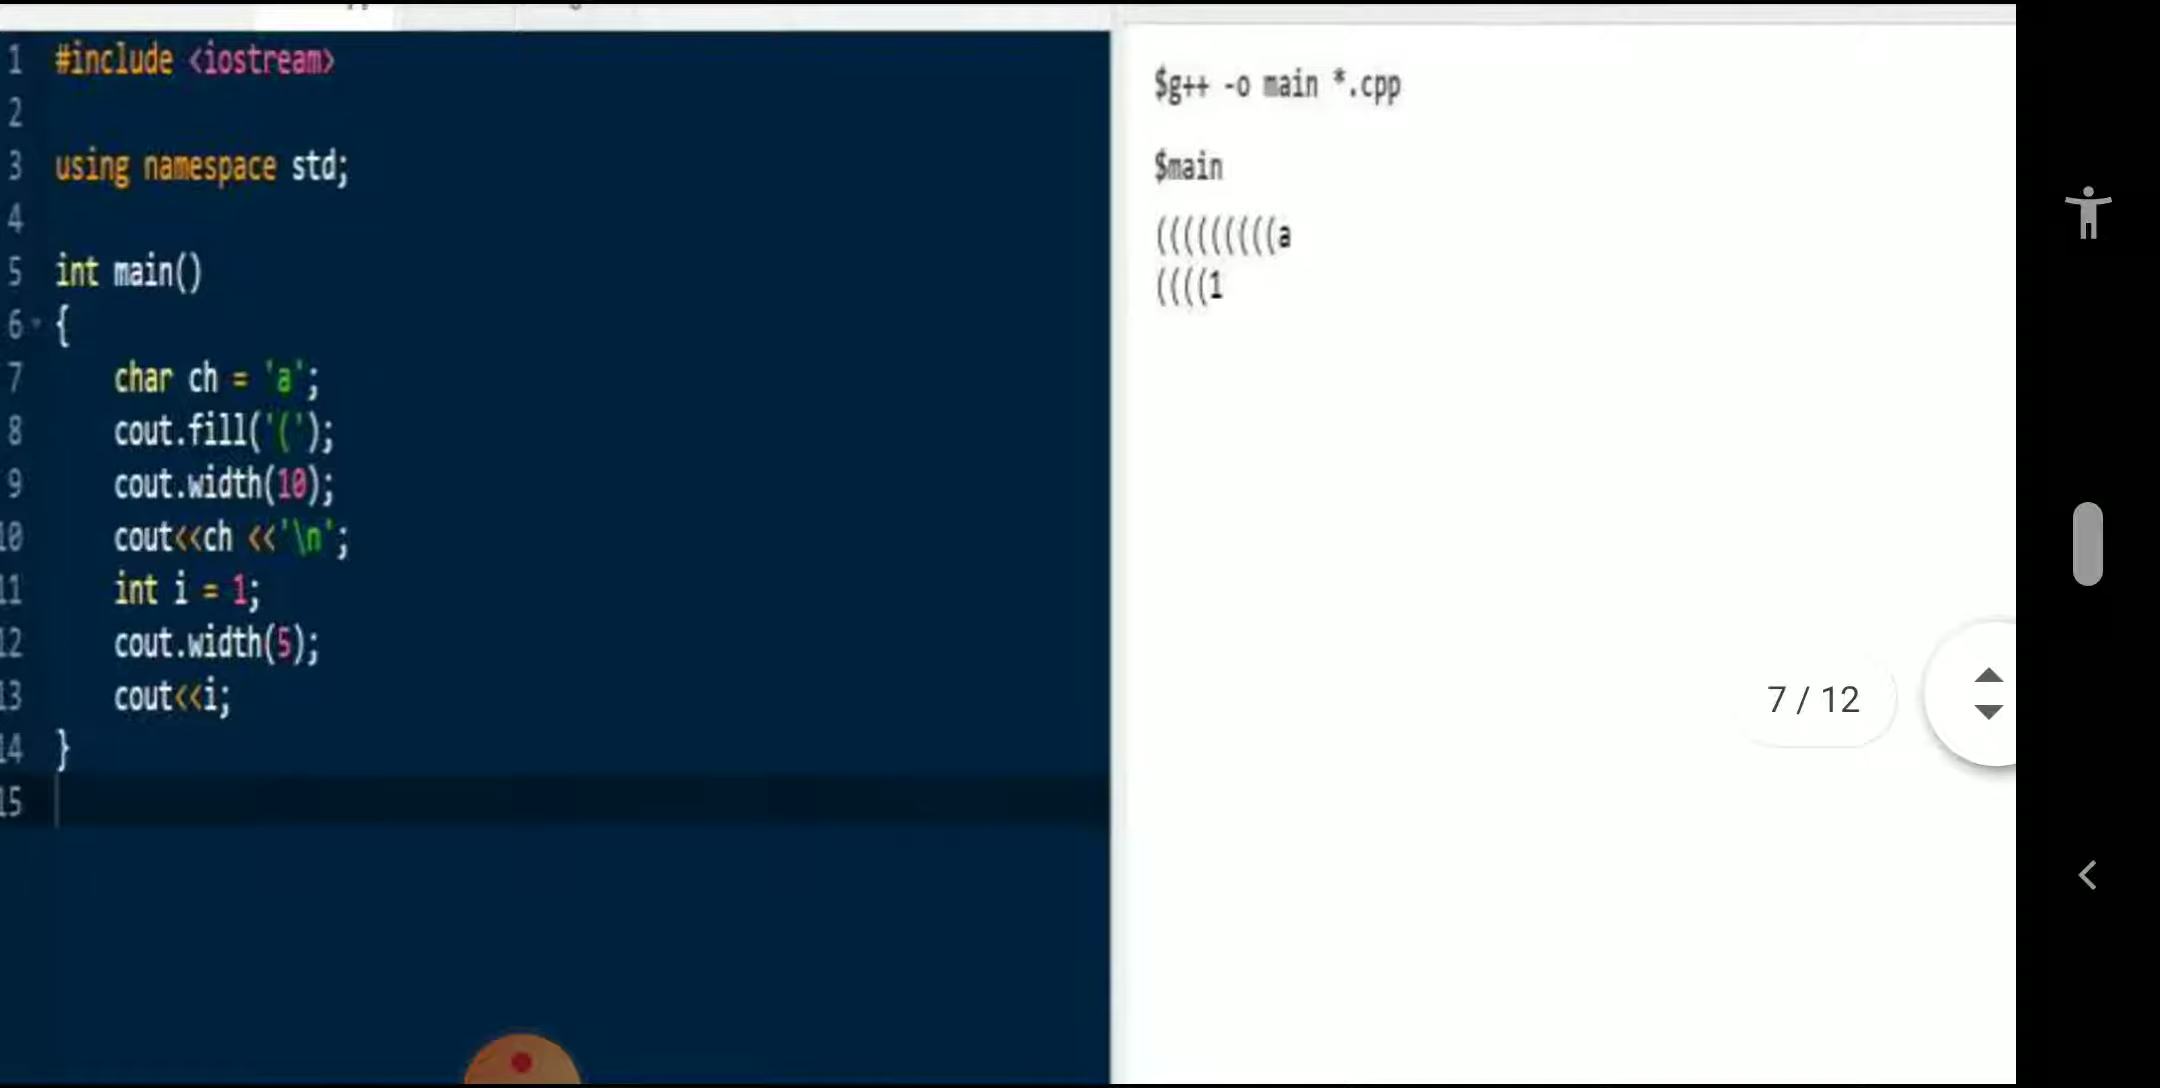 1 #include <iostream>
2
3 using namespace std;
4
5 int main()
6 {
7 char ch = 'a';
8 cout.fill('(');
9 cout.width(10);
10 cout<<ch <<'\n';
11 int i = 1;
12 cout.width(5);
13 cout<<i;
14 }
15
$g++ -o main *.cpp
$main
(((((((((a
((((1
7 / 12